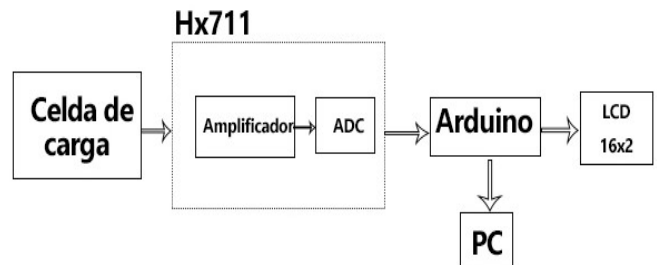 Hx711
Celda de
carga
Amplificador
ADC
Arduino
LCD
16x2
PC